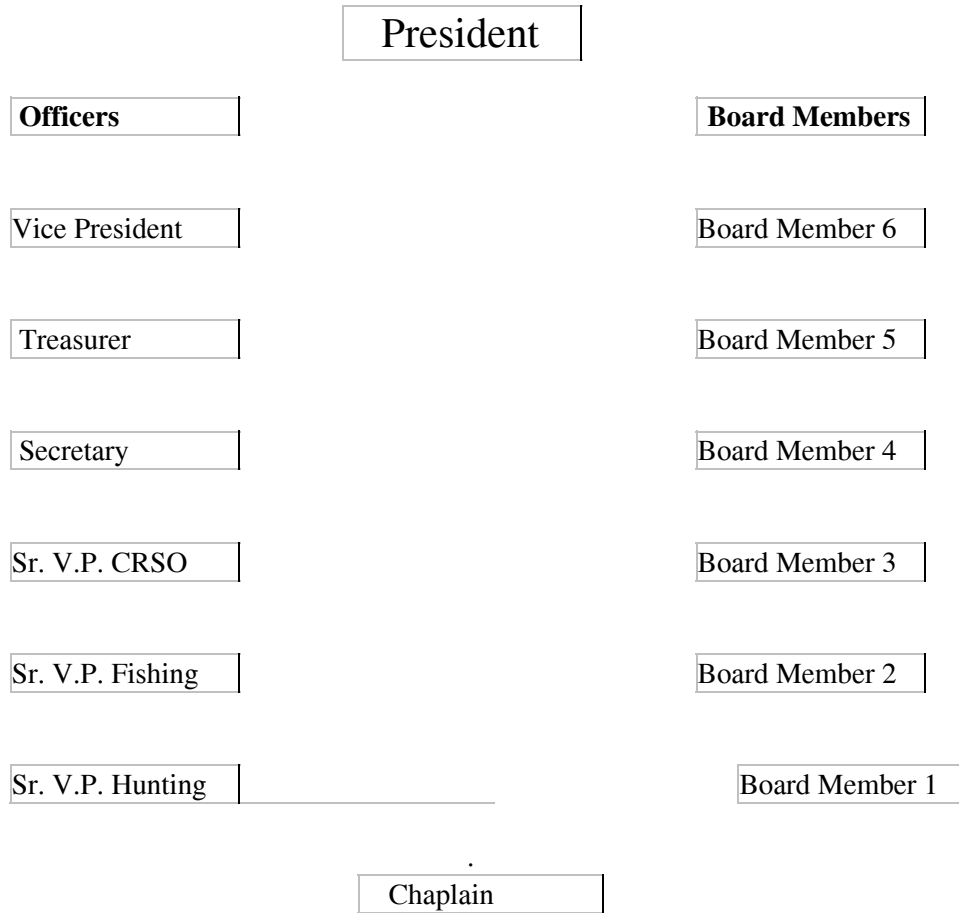 President
Officers Board Members
Vice President Board Member 6
Treasurer Board Member 5
Secretary Board Member 4
Sr. V.P. CRSO Board Member 3
Sr. V.P. Fishing Board Member 2
Sr. V.P. Hunting Board Member 1
.
Chaplain